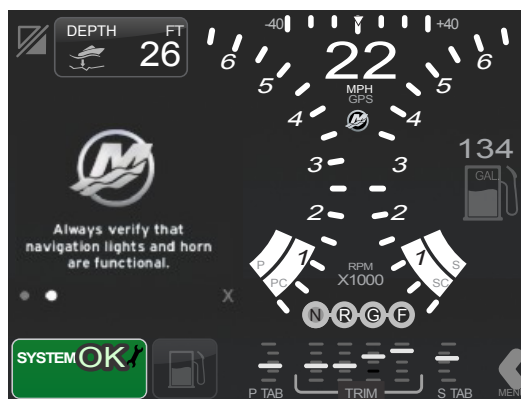 DEPTH FT
26
-40 +40
22
MPH
GPS
6 6
5 5
4 4
3 3
2 2
1 1
134
GAL
Always verify that
navigation lights and horn
are functional.
P S
PC SC
RPM
X1000
X
N R G F
SYSTEM OK
P TAB TRIM S TAB
MEN